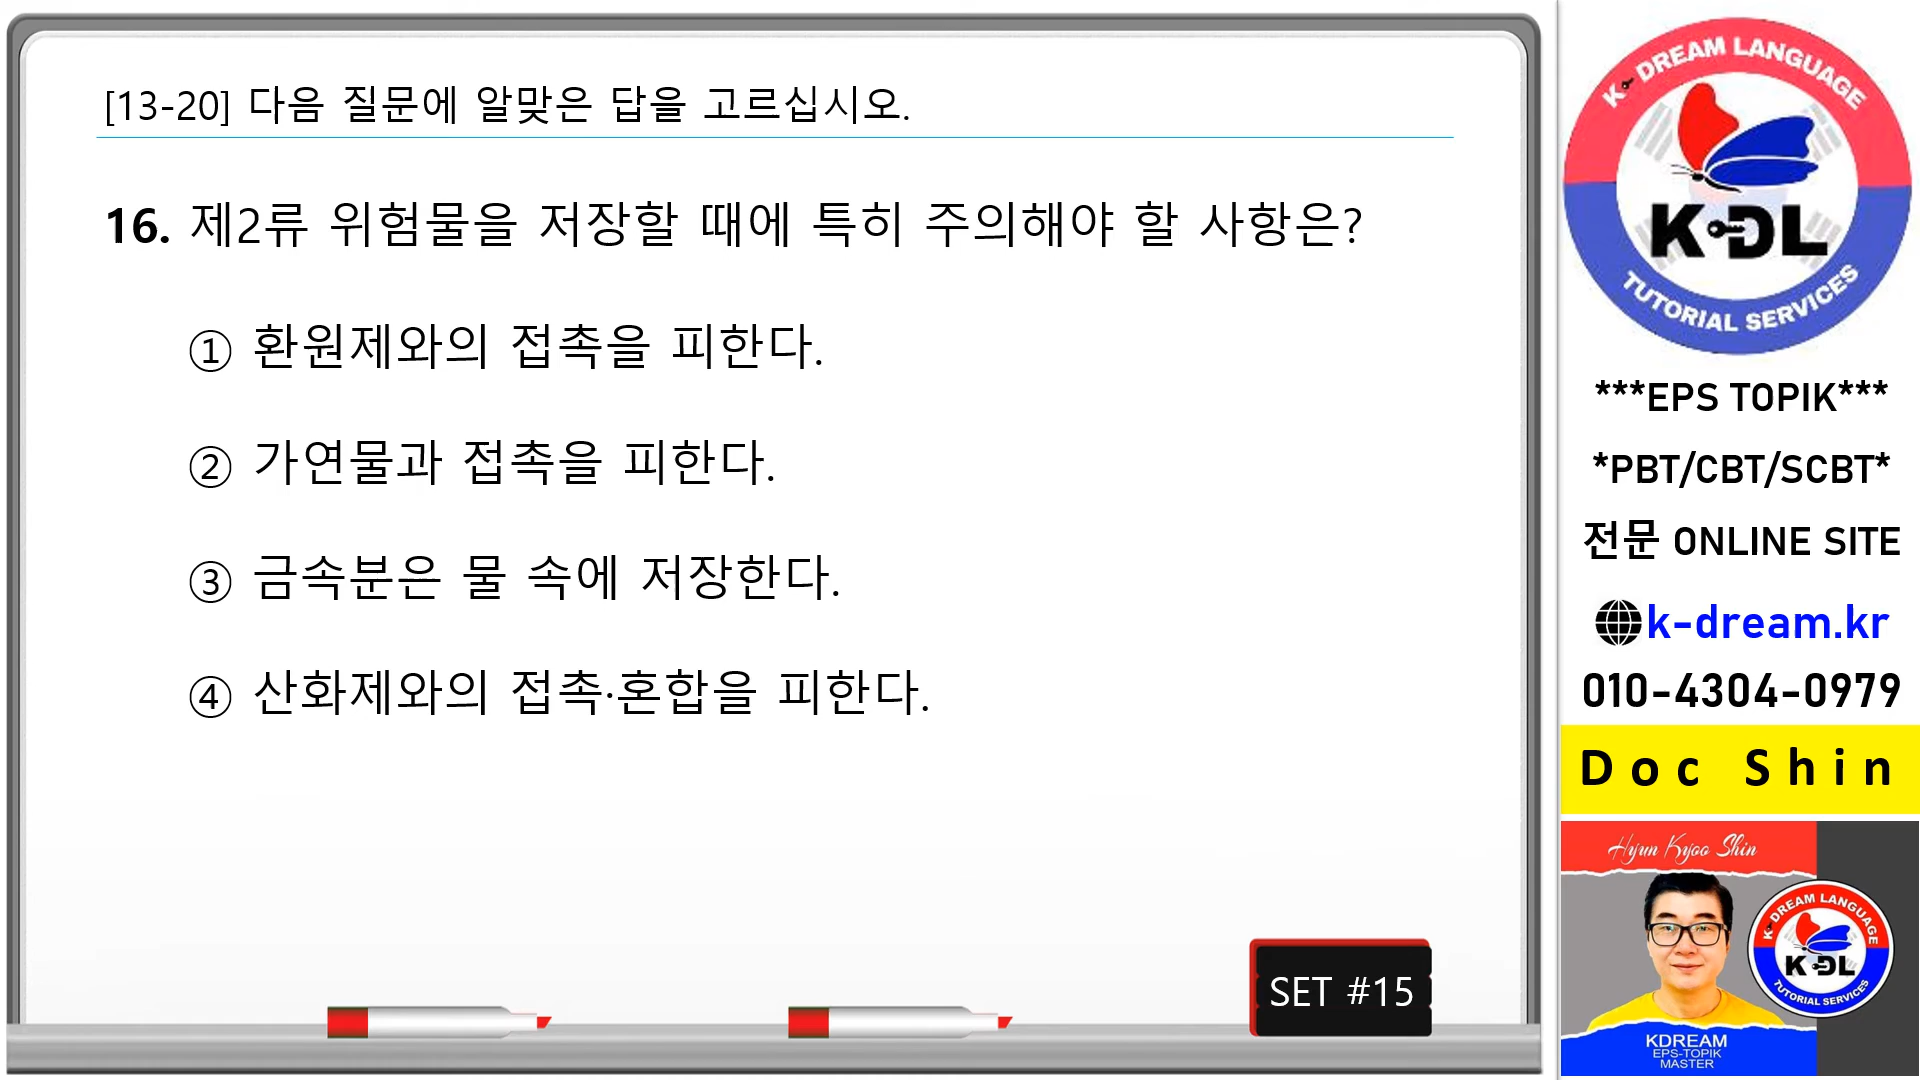 [13-20] 다음 질문에 알맞은 답을 고르십시오.
16. 제2류 위험물을 저장할 때에 특히 주의해야 할 사항은?
① 환원제와의 접촉을 피한다.
② 가연물과 접촉을 피한다.
③ 금속분은 물 속에 저장한다.
④ 산화제와의 접촉·혼합을 피한다.
SET #15
K DREAM LANGUAGE
K DL
TUTORIAL SERVICES
***EPS TOPIK***
*PBT/CBT/SCBT*
전문 ONLINE SITE
k-dream.kr
010-4304-0979
Doc Shin
Hyun Kyoo Shin
K DREAM LANGUAGE
K DL
TUTORIAL SERVICES
KDREAM
EPS-TOPIK
MASTER